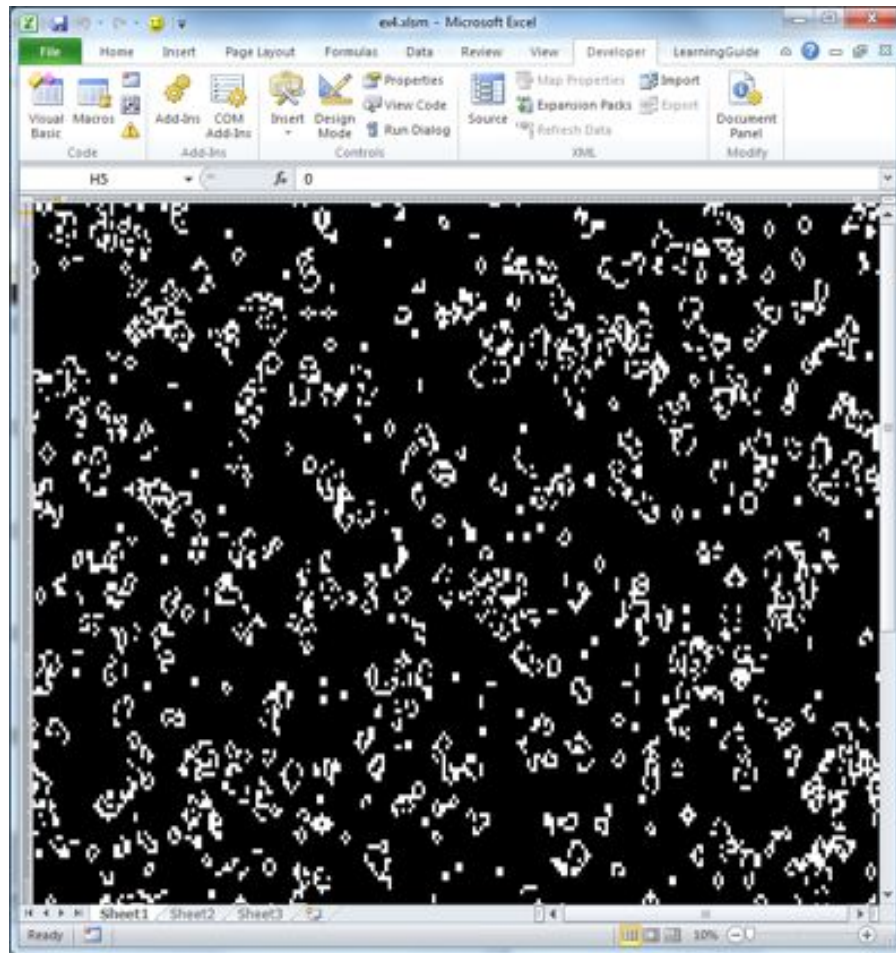 ex4.xlsm - Microsoft Excel
File Home Insert Page Layout Formulas Data Review View Developer LearningGuide
Visual Basic Macros Add-Ins COM Add-Ins Insert Design Mode Properties View Code Run Dialog Source Map Properties Expansion Packs Refresh Data Import Export Document Panel
Code Add-Ins Controls XML Modify
H5 fx 0
Sheet1 Sheet2 Sheet3
Ready 10%